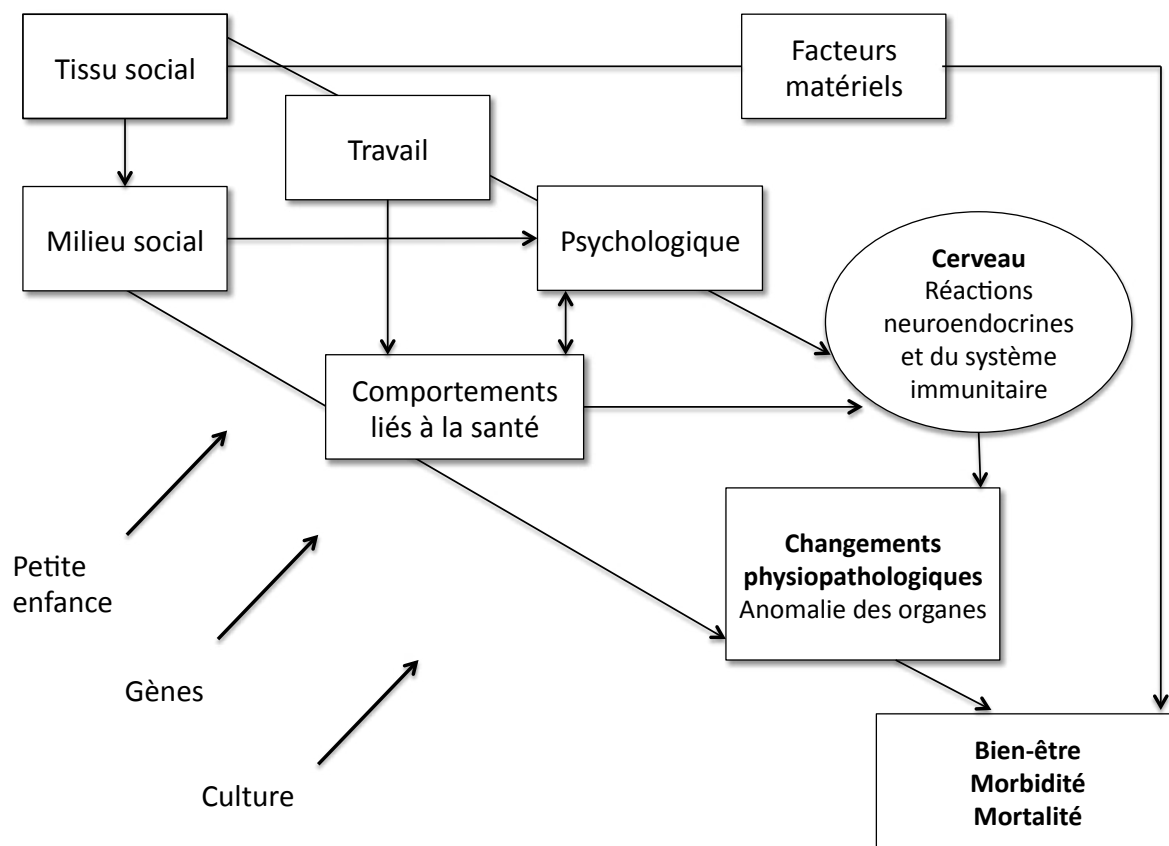 Tissu social
Facteurs
matériels
Travail
Milieu social
Psychologique
Cerveau
Réactions
neuroendocrines
et du système
immunitaire
Comportements
liés à la santé
Changements
physiopathologiques
Anomalie des organes
Petite
enfance
Gènes
Culture
Bien-être
Morbidité
Mortalité